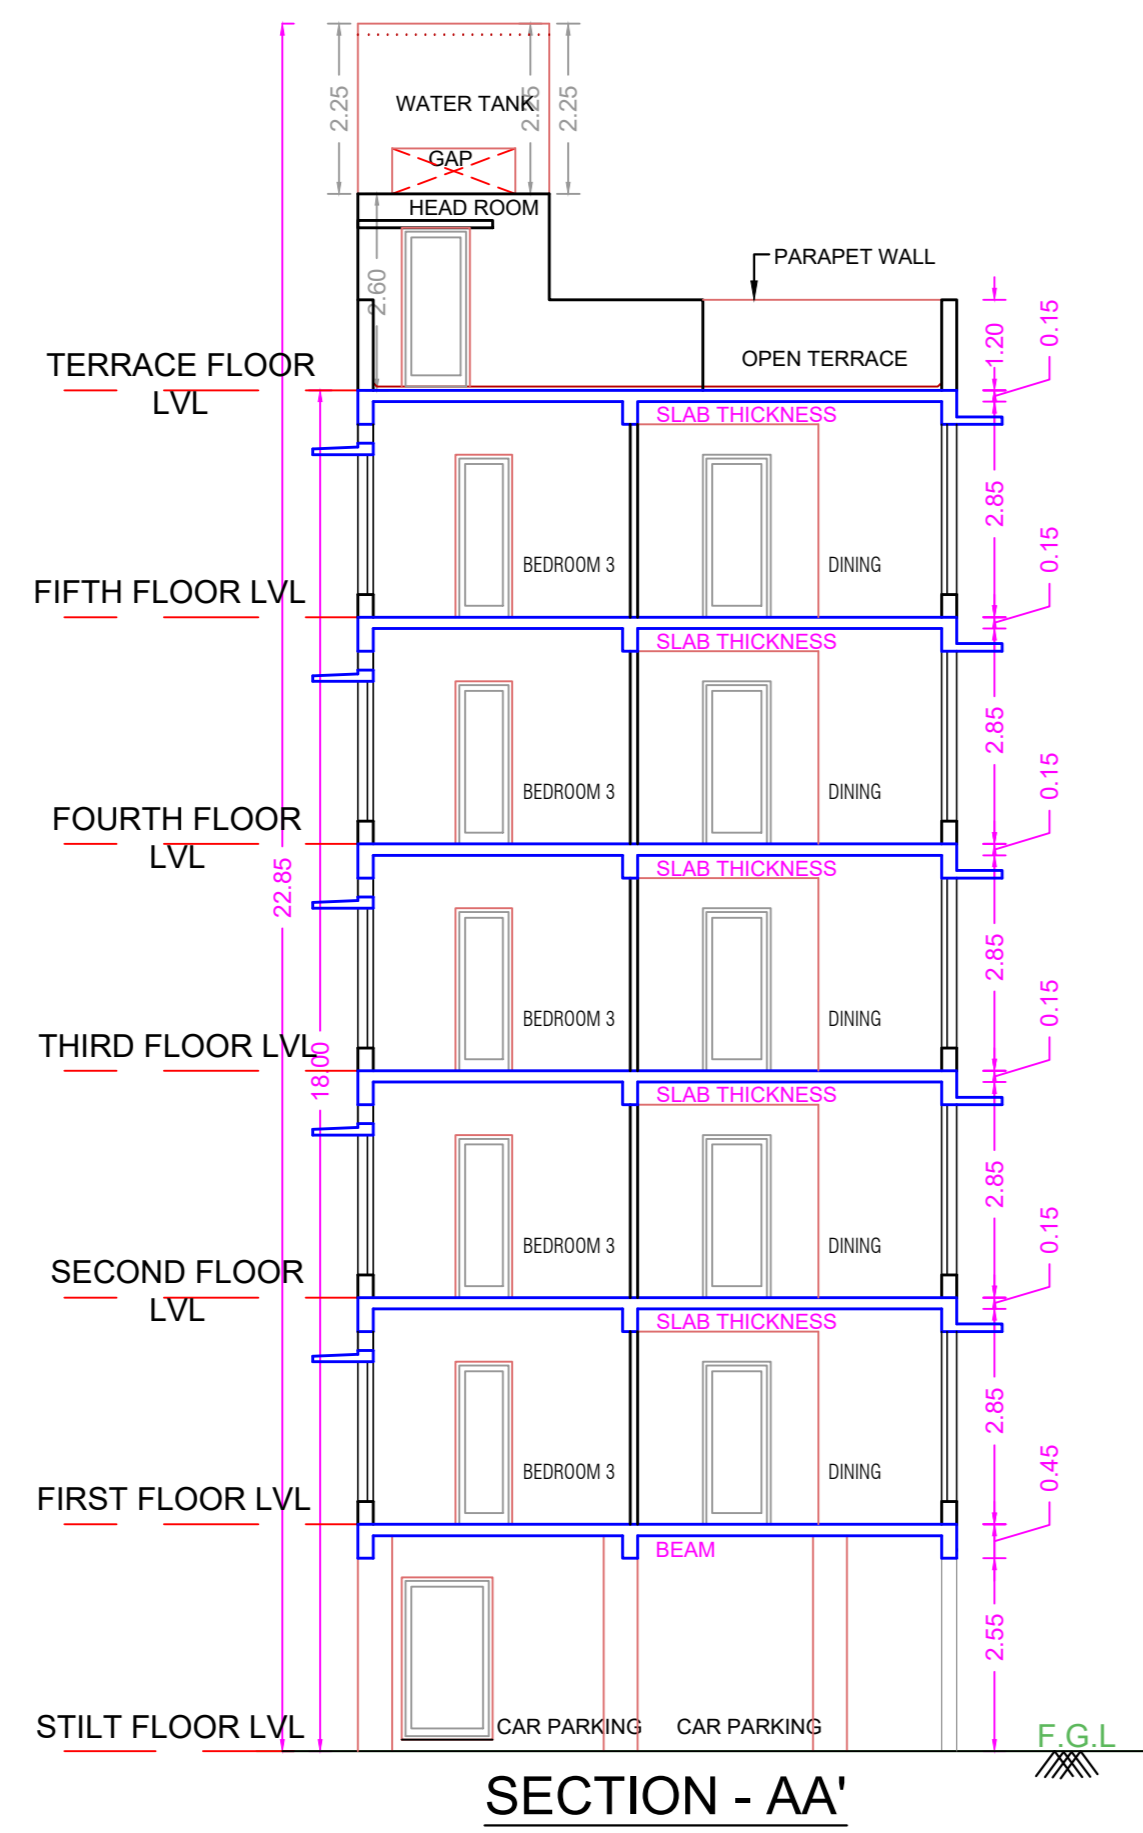 2.25
2.25
2.25
WATER TANK
GAP
HEAD ROOM
2.60
PARAPET WALL
1.20
0.15
TERRACE FLOOR
LVL
OPEN TERRACE
SLAB THICKNESS
2.85
BEDROOM 3
DINING
0.15
FIFTH FLOOR LVL
SLAB THICKNESS
2.85
BEDROOM 3
DINING
0.15
FOURTH FLOOR
LVL
22.85
SLAB THICKNESS
2.85
BEDROOM 3
DINING
0.15
THIRD FLOOR LVL
18.00
SLAB THICKNESS
2.85
BEDROOM 3
DINING
0.15
SECOND FLOOR
LVL
SLAB THICKNESS
2.85
BEDROOM 3
DINING
0.45
FIRST FLOOR LVL
BEAM
2.55
STILT FLOOR LVL
CAR PARKING
CAR PARKING
F.G.L
SECTION - AA'